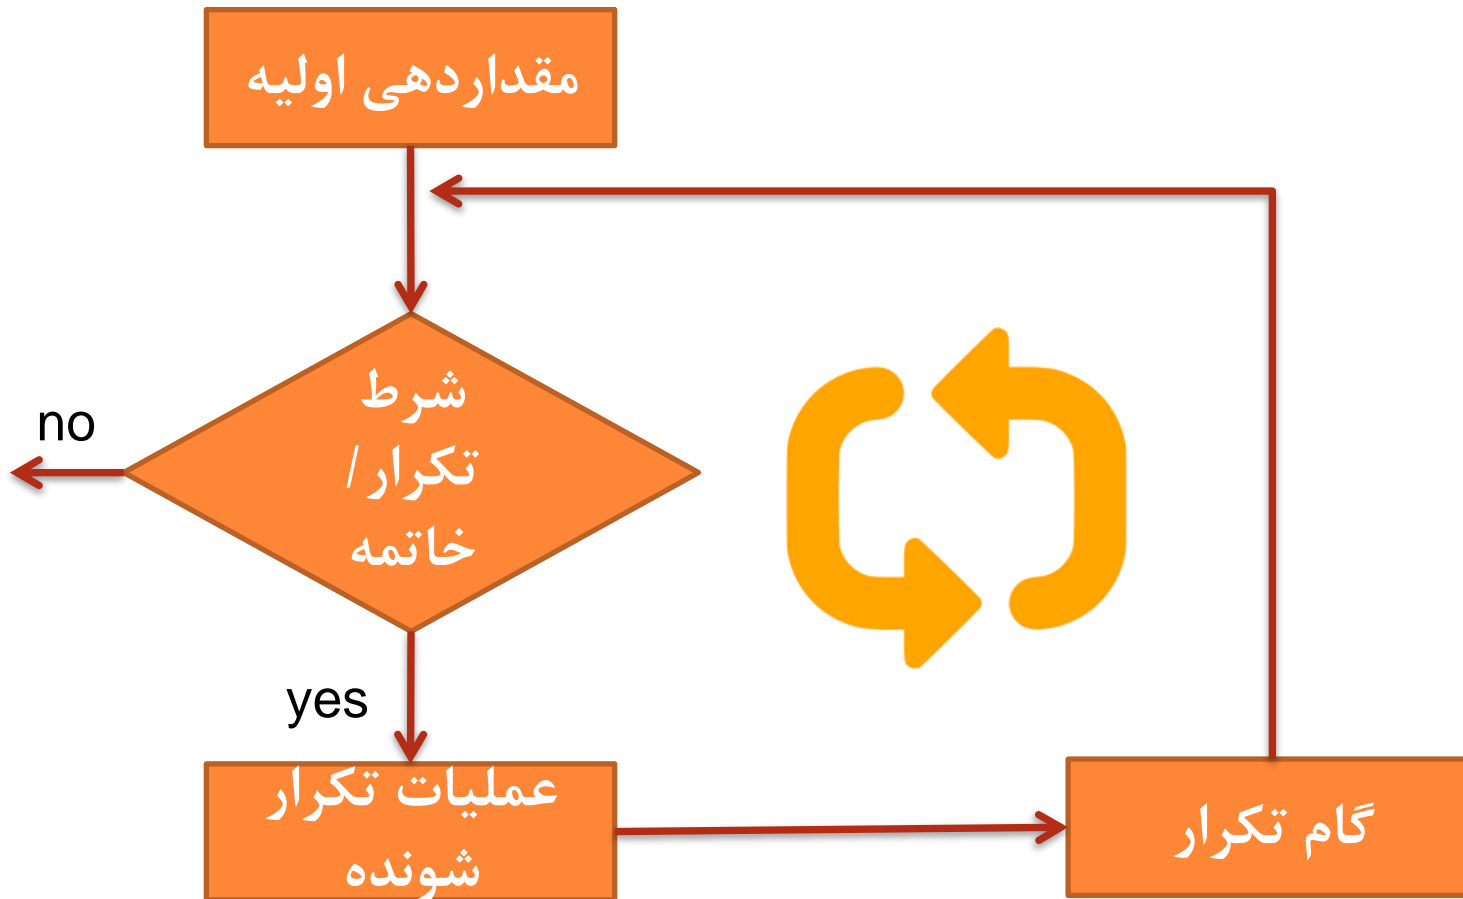 مقداردهی اولیه
شرط
تکرار/
خاتمه
no
yes
عملیات تکرار
شونده
گام تکرار